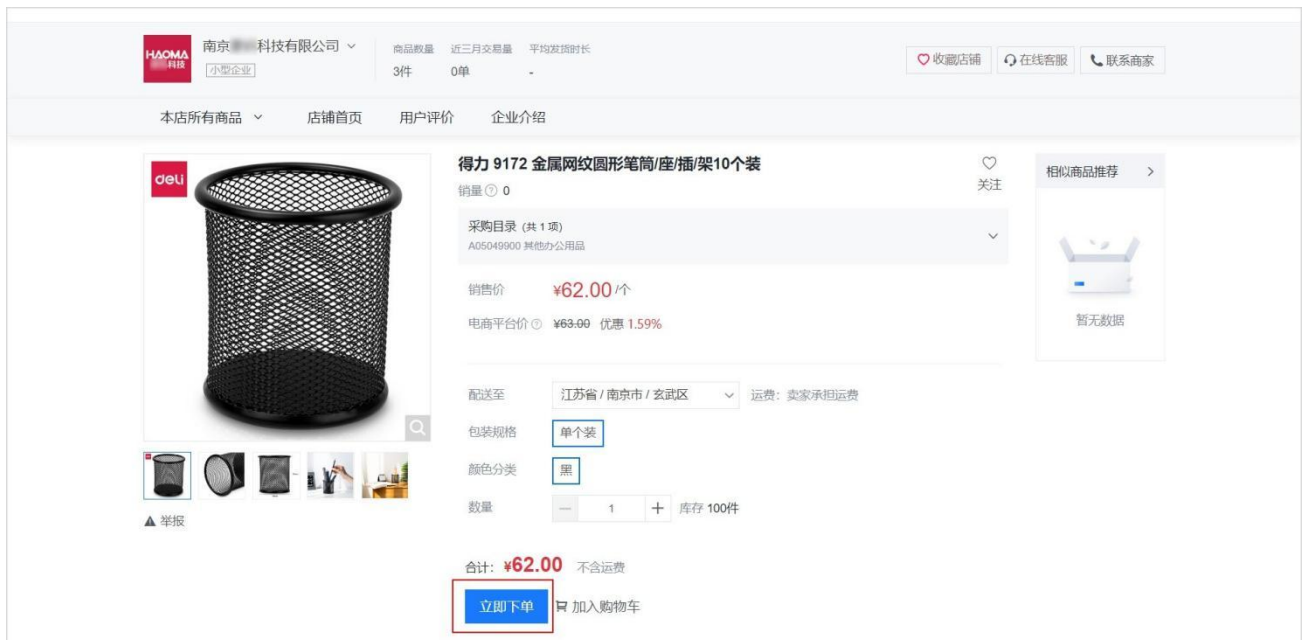 HAOMA
科技
南京
科技有限公司
小型企业
商品数量 近三月交易量 平均发货时长
3件 0单 -
收藏店铺 在线客服 联系商家
本店所有商品 店铺首页 用户评价 企业介绍
deli
得力 9172 金属网纹圆形笔筒/座/插/架10个装
关注
销量 ? 0
采购目录 (共 1 项)
A05049900 其他办公用品
销售价 ¥62.00 /个
电商平台价 ? ¥63.00 优惠 1.59%
相似商品推荐 >
暂无数据
配送至 江苏省 / 南京市 / 玄武区 运费：卖家承担运费
包装规格 单个装
颜色分类 黑
数量 — 1 + 库存 100件
举报
合计：¥62.00 不含运费
立即下单 加入购物车